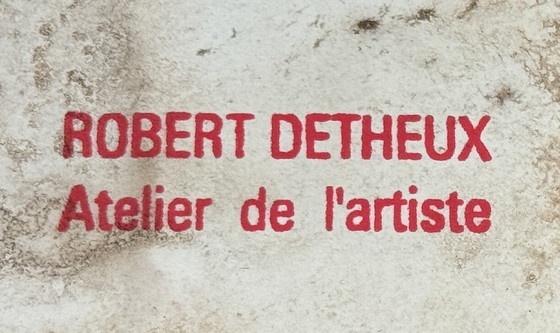 ROBERT DETHEUX
Atelier de l'artiste